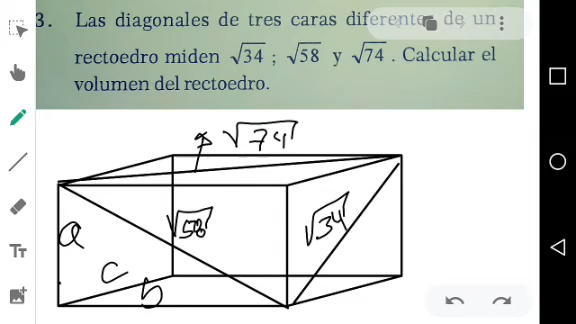 3. Las diagonales de tres caras diferentes de un
rectoedro miden √34 ; √58 y √74 . Calcular el
volumen del rectoedro.
√74
√58
√34
a
c
b
TT